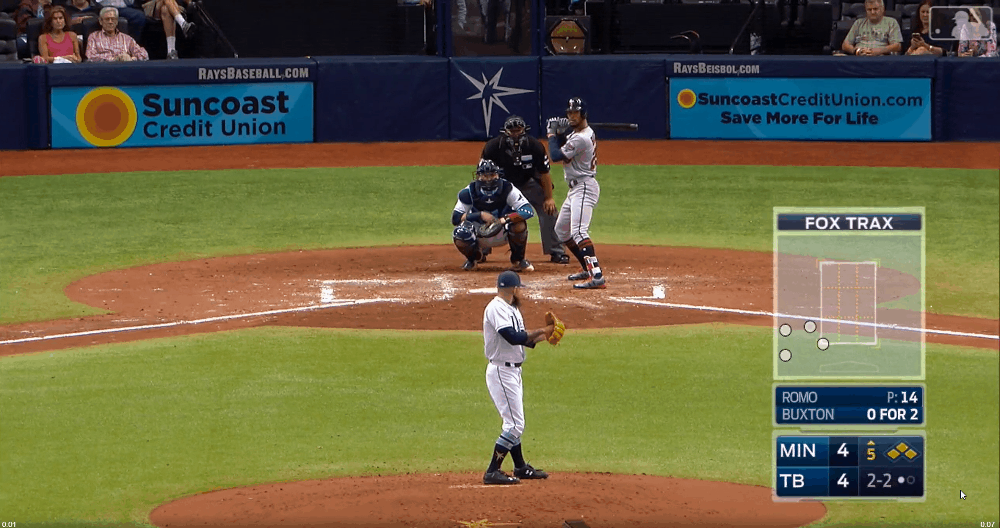 RAYSBASEBALL.COM
RAYSBEISBOL.COM
Suncoast
Credit Union
SuncoastCreditUnion.com
Save More For Life
FOX TRAX
ROMO P: 14
BUXTON 0 FOR 2
MIN 4 5
TB 4 2-2
0:01
0:07